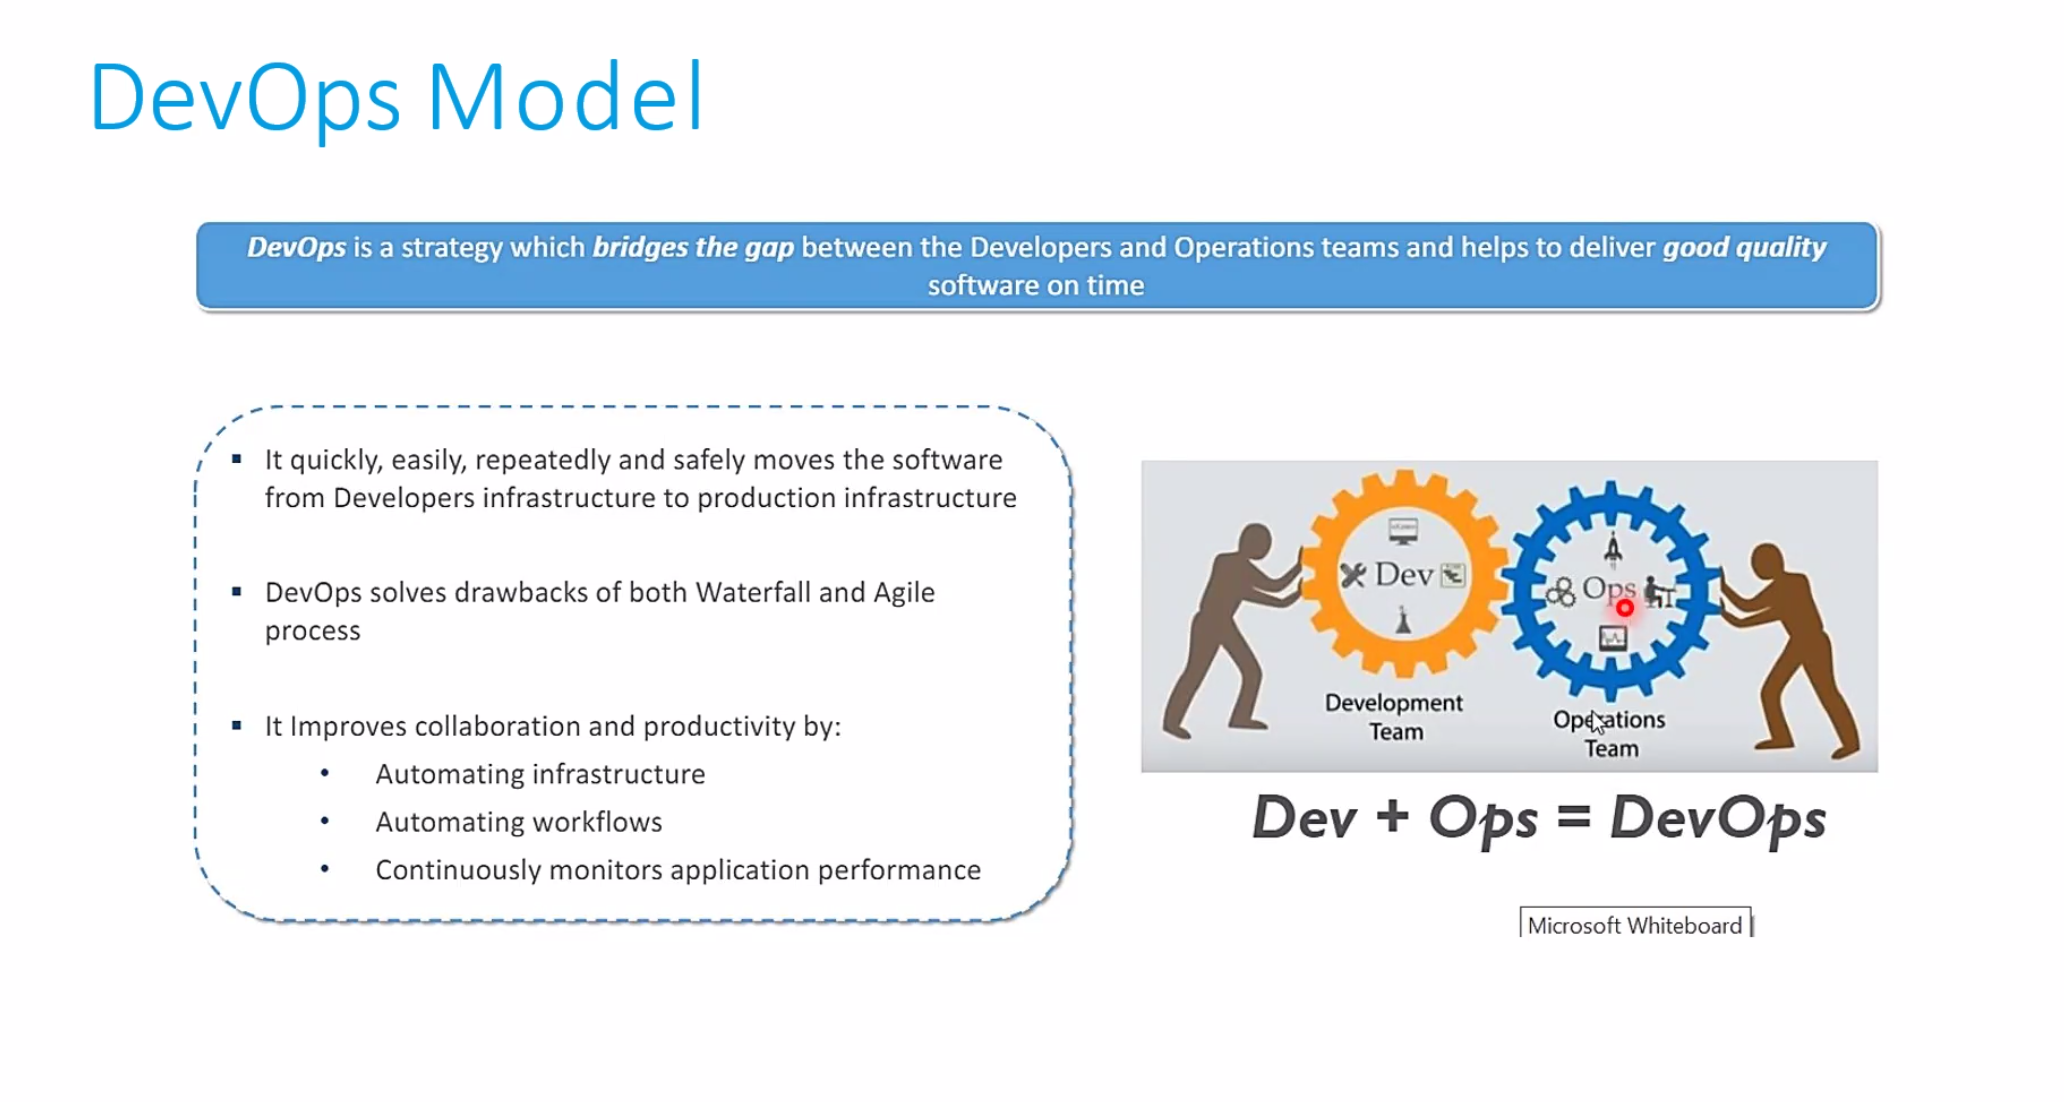 DevOps Model
DevOps is a strategy which bridges the gap between the Developers and Operations teams and helps to deliver good quality
software on time
▪ It quickly, easily, repeatedly and safely moves the software
from Developers infrastructure to production infrastructure
▪ DevOps solves drawbacks of both Waterfall and Agile
process
▪ It Improves collaboration and productivity by:
• Automating infrastructure
• Automating workflows
• Continuously monitors application performance
Dev
Ops
Development
Team
Operations
Team
Dev + Ops = DevOps
Microsoft Whiteboard